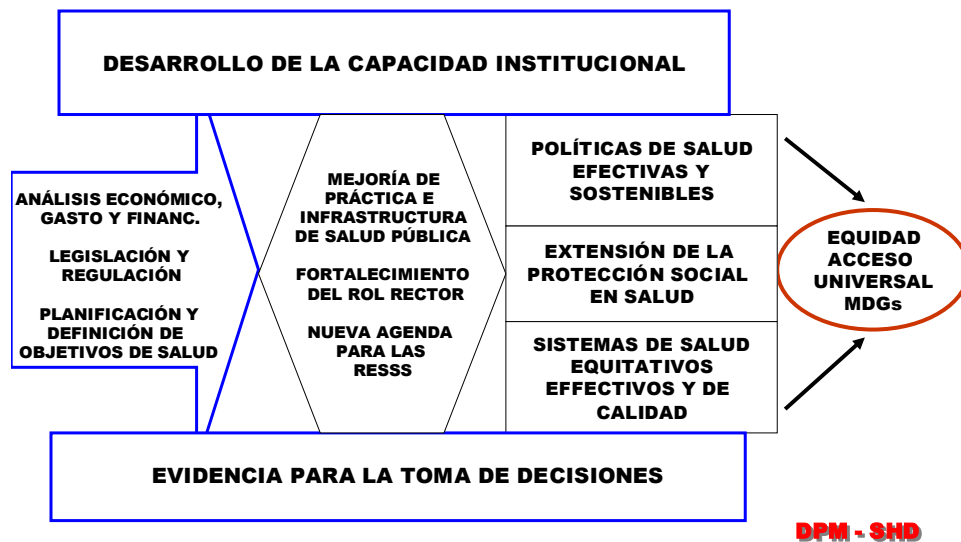 DESARROLLO DE LA CAPACIDAD INSTITUCIONAL
ANÁLISIS ECONÓMICO,
GASTO Y FINANC.
LEGISLACIÓN Y
REGULACIÓN
PLANIFICACIÓN Y
DEFINICIÓN DE
OBJETIVOS DE SALUD
MEJORÍA DE
PRÁCTICA E
INFRASTRUCTURA
DE SALUD PÚBLICA
FORTALECIMIENTO
DEL ROL RECTOR
NUEVA AGENDA
PARA LAS
RESSS
POLÍTICAS DE SALUD
EFECTIVAS Y
SOSTENIBLES
EXTENSIÓN DE LA
PROTECCIÓN SOCIAL
EN SALUD
SISTEMAS DE SALUD
EQUITATIVOS
EFFECTIVOS Y DE
CALIDAD
EQUIDAD
ACCESO
UNIVERSAL
MDGs
EVIDENCIA PARA LA TOMA DE DECISIONES
DPM - SHD